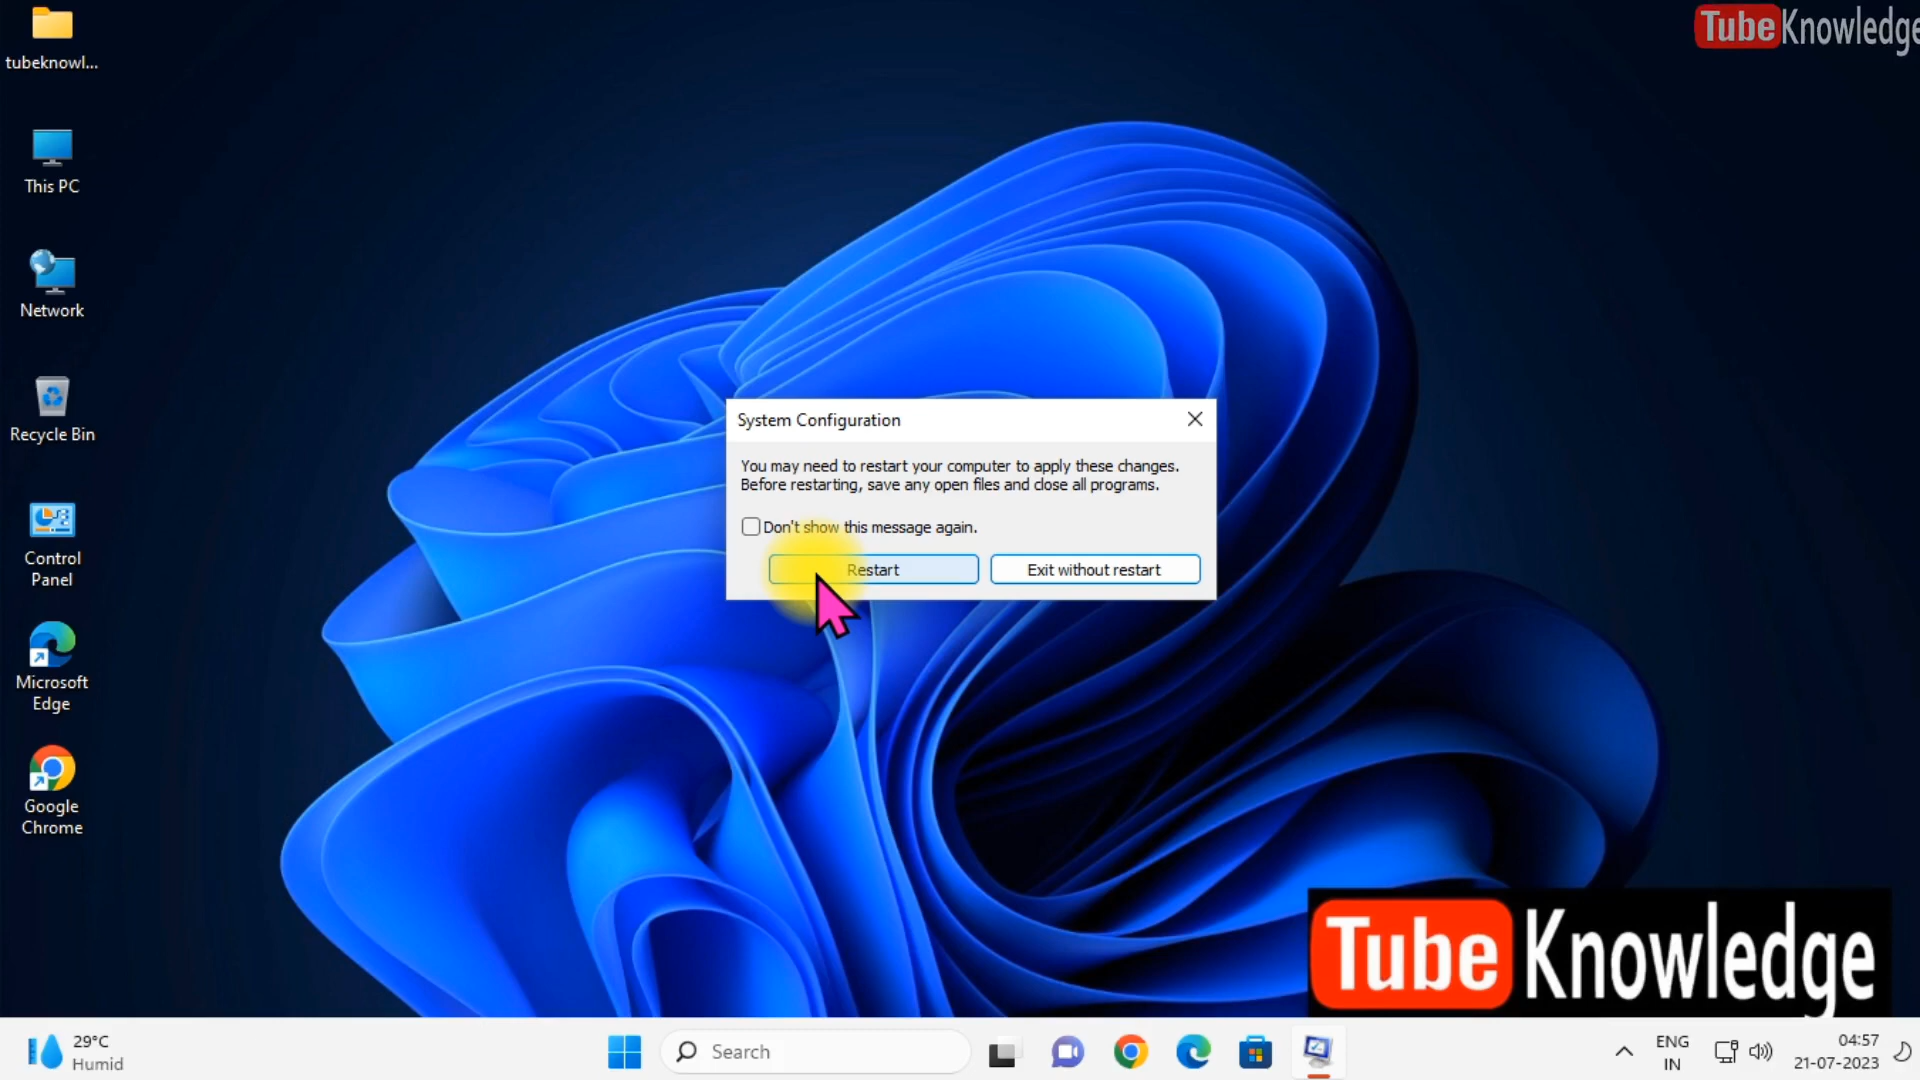 tubeknowl...
This PC
Network
Recycle Bin
Control
Panel
Microsoft
Edge
Google
Chrome
Tube Knowledge
System Configuration
You may need to restart your computer to apply these changes.
Before restarting, save any open files and close all programs.
Don't show this message again.
Restart
Exit without restart
Tube Knowledge
29°C
Humid
Search
ENG
IN
04:57
21-07-2023